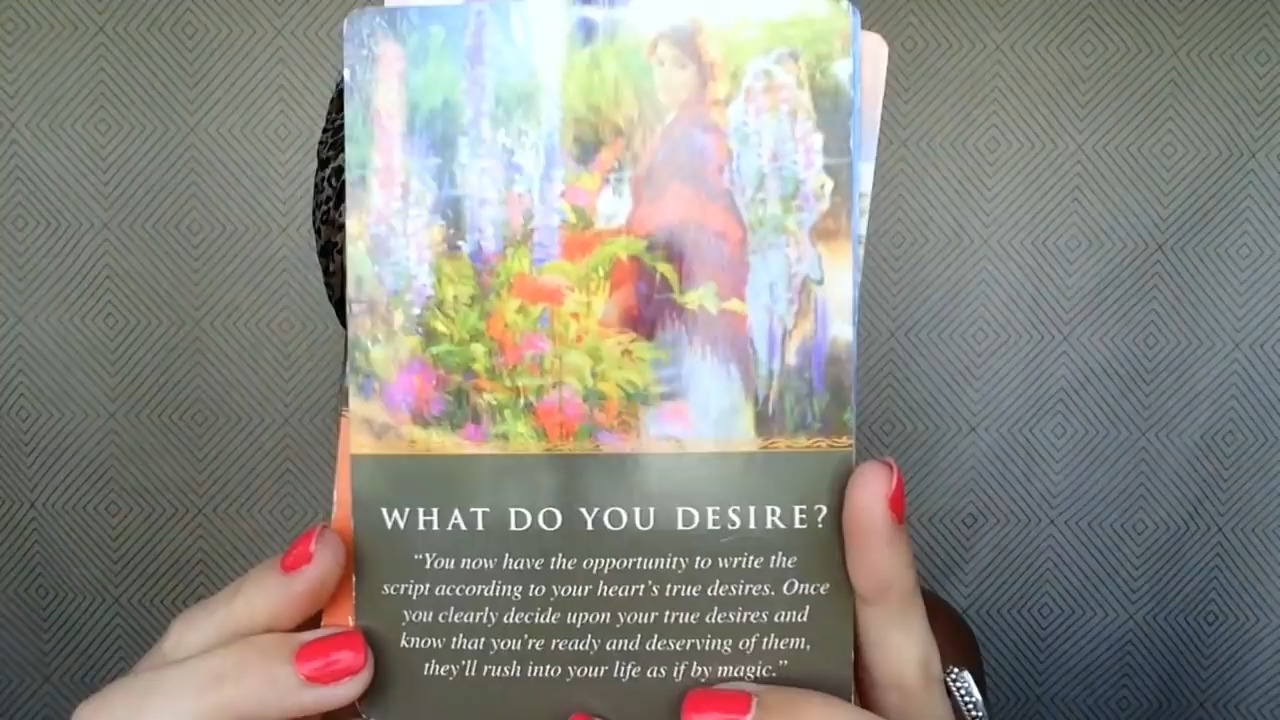 WHAT DO YOU DESIRE?
“You now have the opportunity to write the
script according to your heart’s true desires. Once
you clearly decide upon your true desires and
know that you’re ready and deserving of them,
they’ll rush into your life as if by magic.”